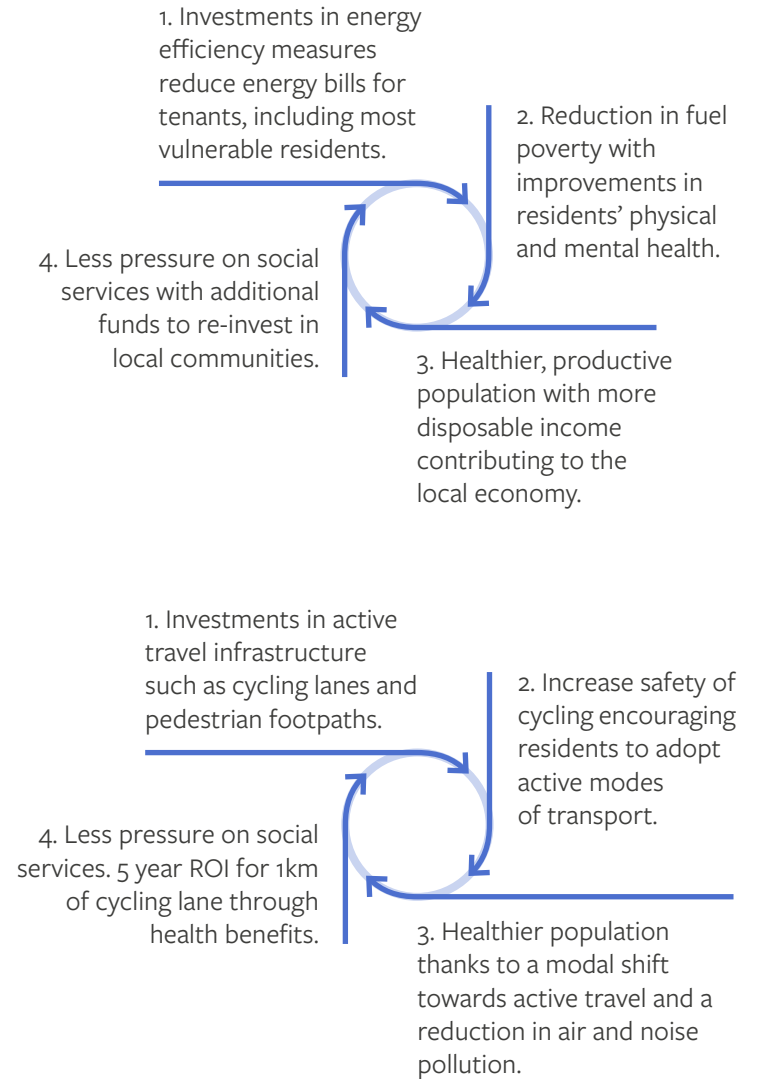 1. Investments in energy
efficiency measures
reduce energy bills for
tenants, including most
vulnerable residents.
2. Reduction in fuel
poverty with
improvements in
residents’ physical
and mental health.
3. Healthier, productive
population with more
disposable income
contributing to the
local economy.
4. Less pressure on social
services with additional
funds to re-invest in
local communities.
1. Investments in active
travel infrastructure
such as cycling lanes and
pedestrian footpaths.
2. Increase safety of
cycling encouraging
residents to adopt
active modes
of transport.
3. Healthier population
thanks to a modal shift
towards active travel and a
reduction in air and noise
pollution.
4. Less pressure on social
services. 5 year ROI for 1km
of cycling lane through
health benefits.